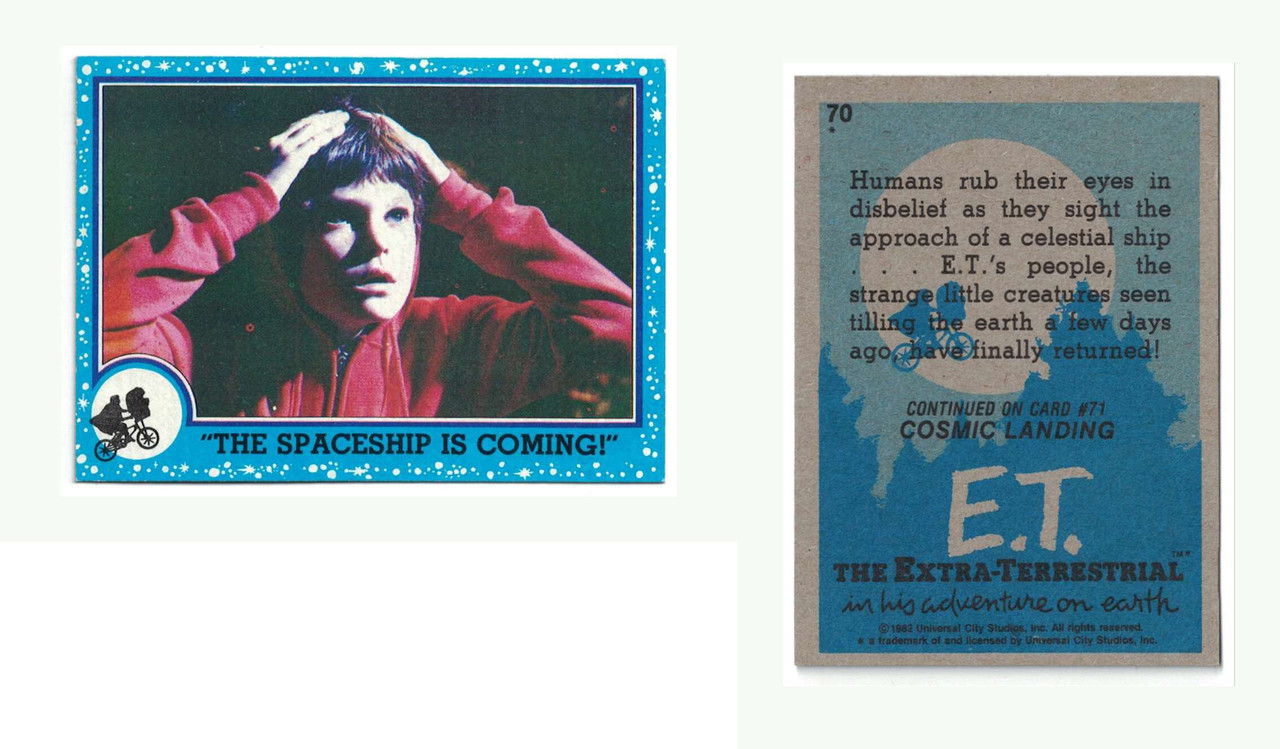 "THE SPACESHIP IS COMING!"
70
Humans rub their eyes in
disbelief as they sight the
approach of a celestial ship
. . . E.T.'s people, the
strange little creatures seen
tilling the earth a few days
ago, have finally returned!
CONTINUED ON CARD #71
COSMIC LANDING
E.T.
THE EXTRA-TERRESTRIAL™*
in his adventure on earth
©1982 Universal City Studios, Inc. All rights reserved.
* a trademark of and licensed by Universal City Studios, Inc.